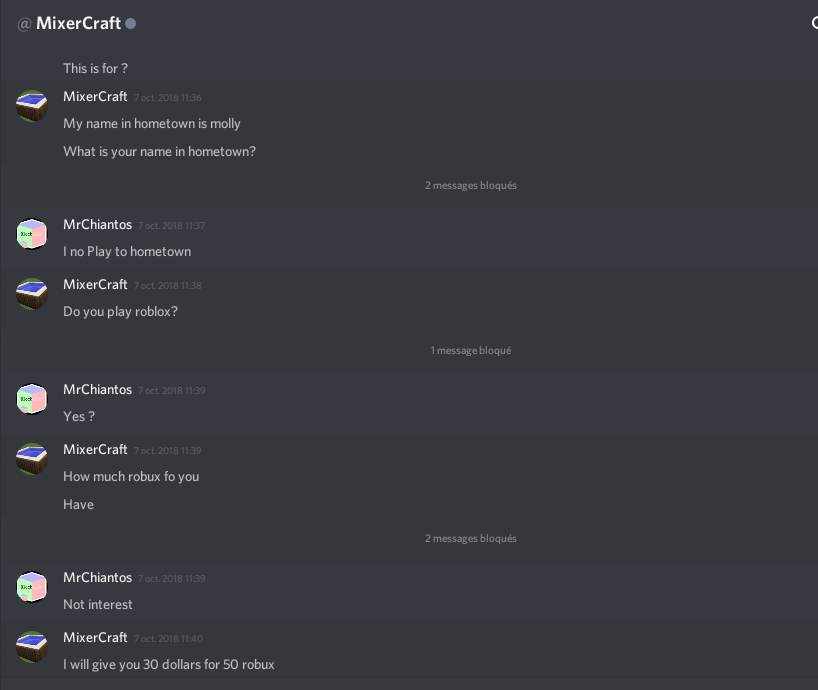 @ MixerCraft
This is for ?
MixerCraft 7 oct. 2018 11:36
My name in hometown is molly
What is your name in hometown?
2 messages bloqués
MrChiantos 7 oct. 2018 11:37
I no Play to hometown
MixerCraft 7 oct. 2018 11:38
Do you play roblox?
1 message bloqué
MrChiantos 7 oct. 2018 11:39
Yes ?
MixerCraft 7 oct. 2018 11:39
How much robux fo you
Have
2 messages bloqués
MrChiantos 7 oct. 2018 11:39
Not interest
MixerCraft 7 oct. 2018 11:40
I will give you 30 dollars for 50 robux